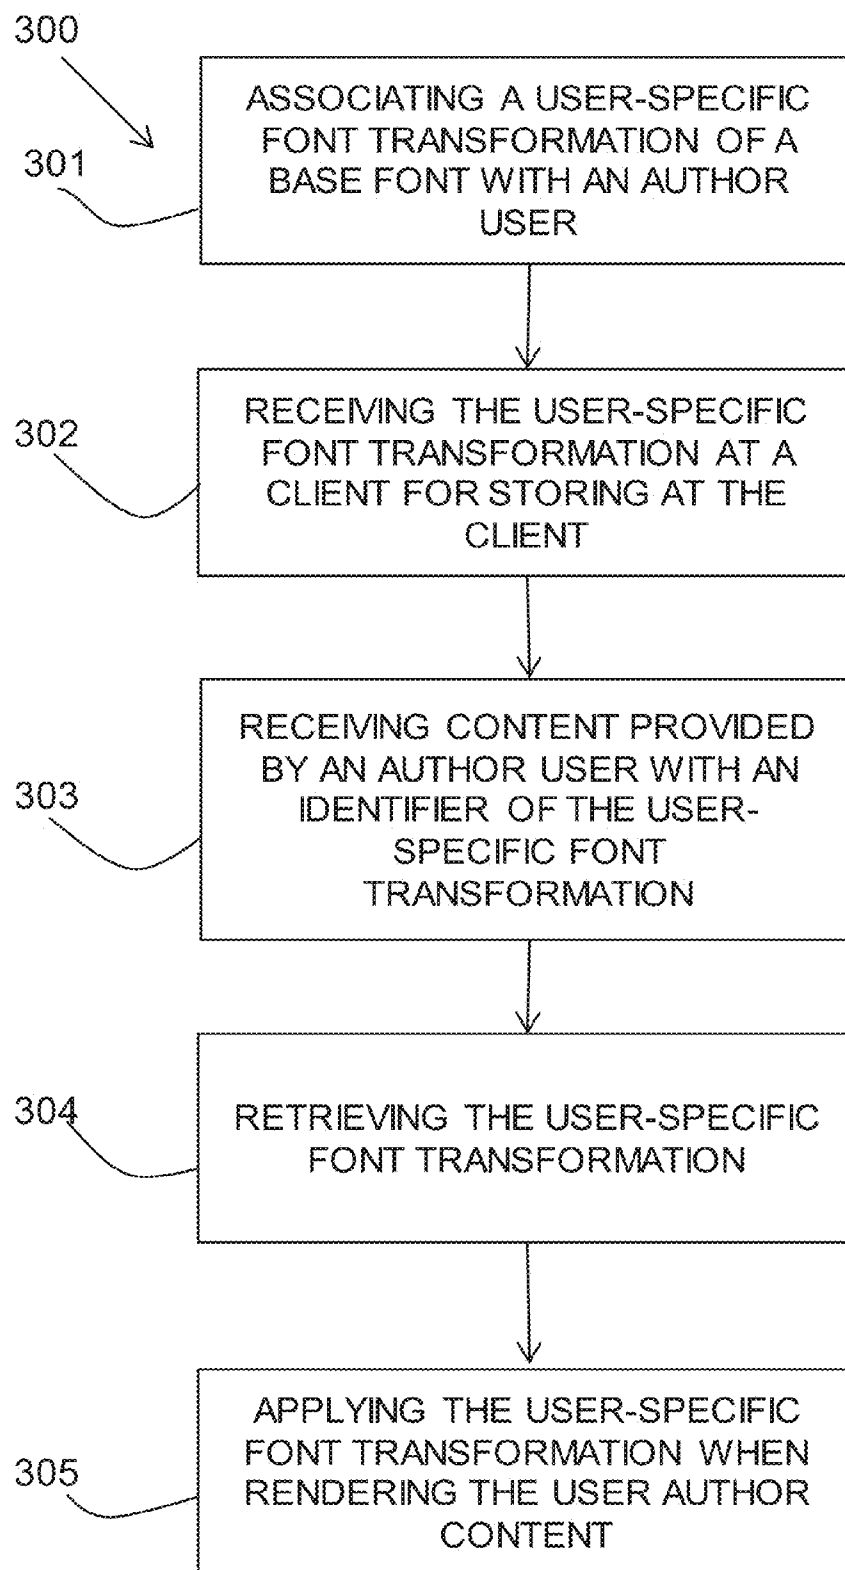 300
301
ASSOCIATING A USER-SPECIFIC
FONT TRANSFORMATION OF A
BASE FONT WITH AN AUTHOR
USER
302
RECEIVING THE USER-SPECIFIC
FONT TRANSFORMATION AT A
CLIENT FOR STORING AT THE
CLIENT
303
RECEIVING CONTENT PROVIDED
BY AN AUTHOR USER WITH AN
IDENTIFIER OF THE USER-
SPECIFIC FONT
TRANSFORMATION
304
RETRIEVING THE USER-SPECIFIC
FONT TRANSFORMATION
305
APPLYING THE USER-SPECIFIC
FONT TRANSFORMATION WHEN
RENDERING THE USER AUTHOR
CONTENT